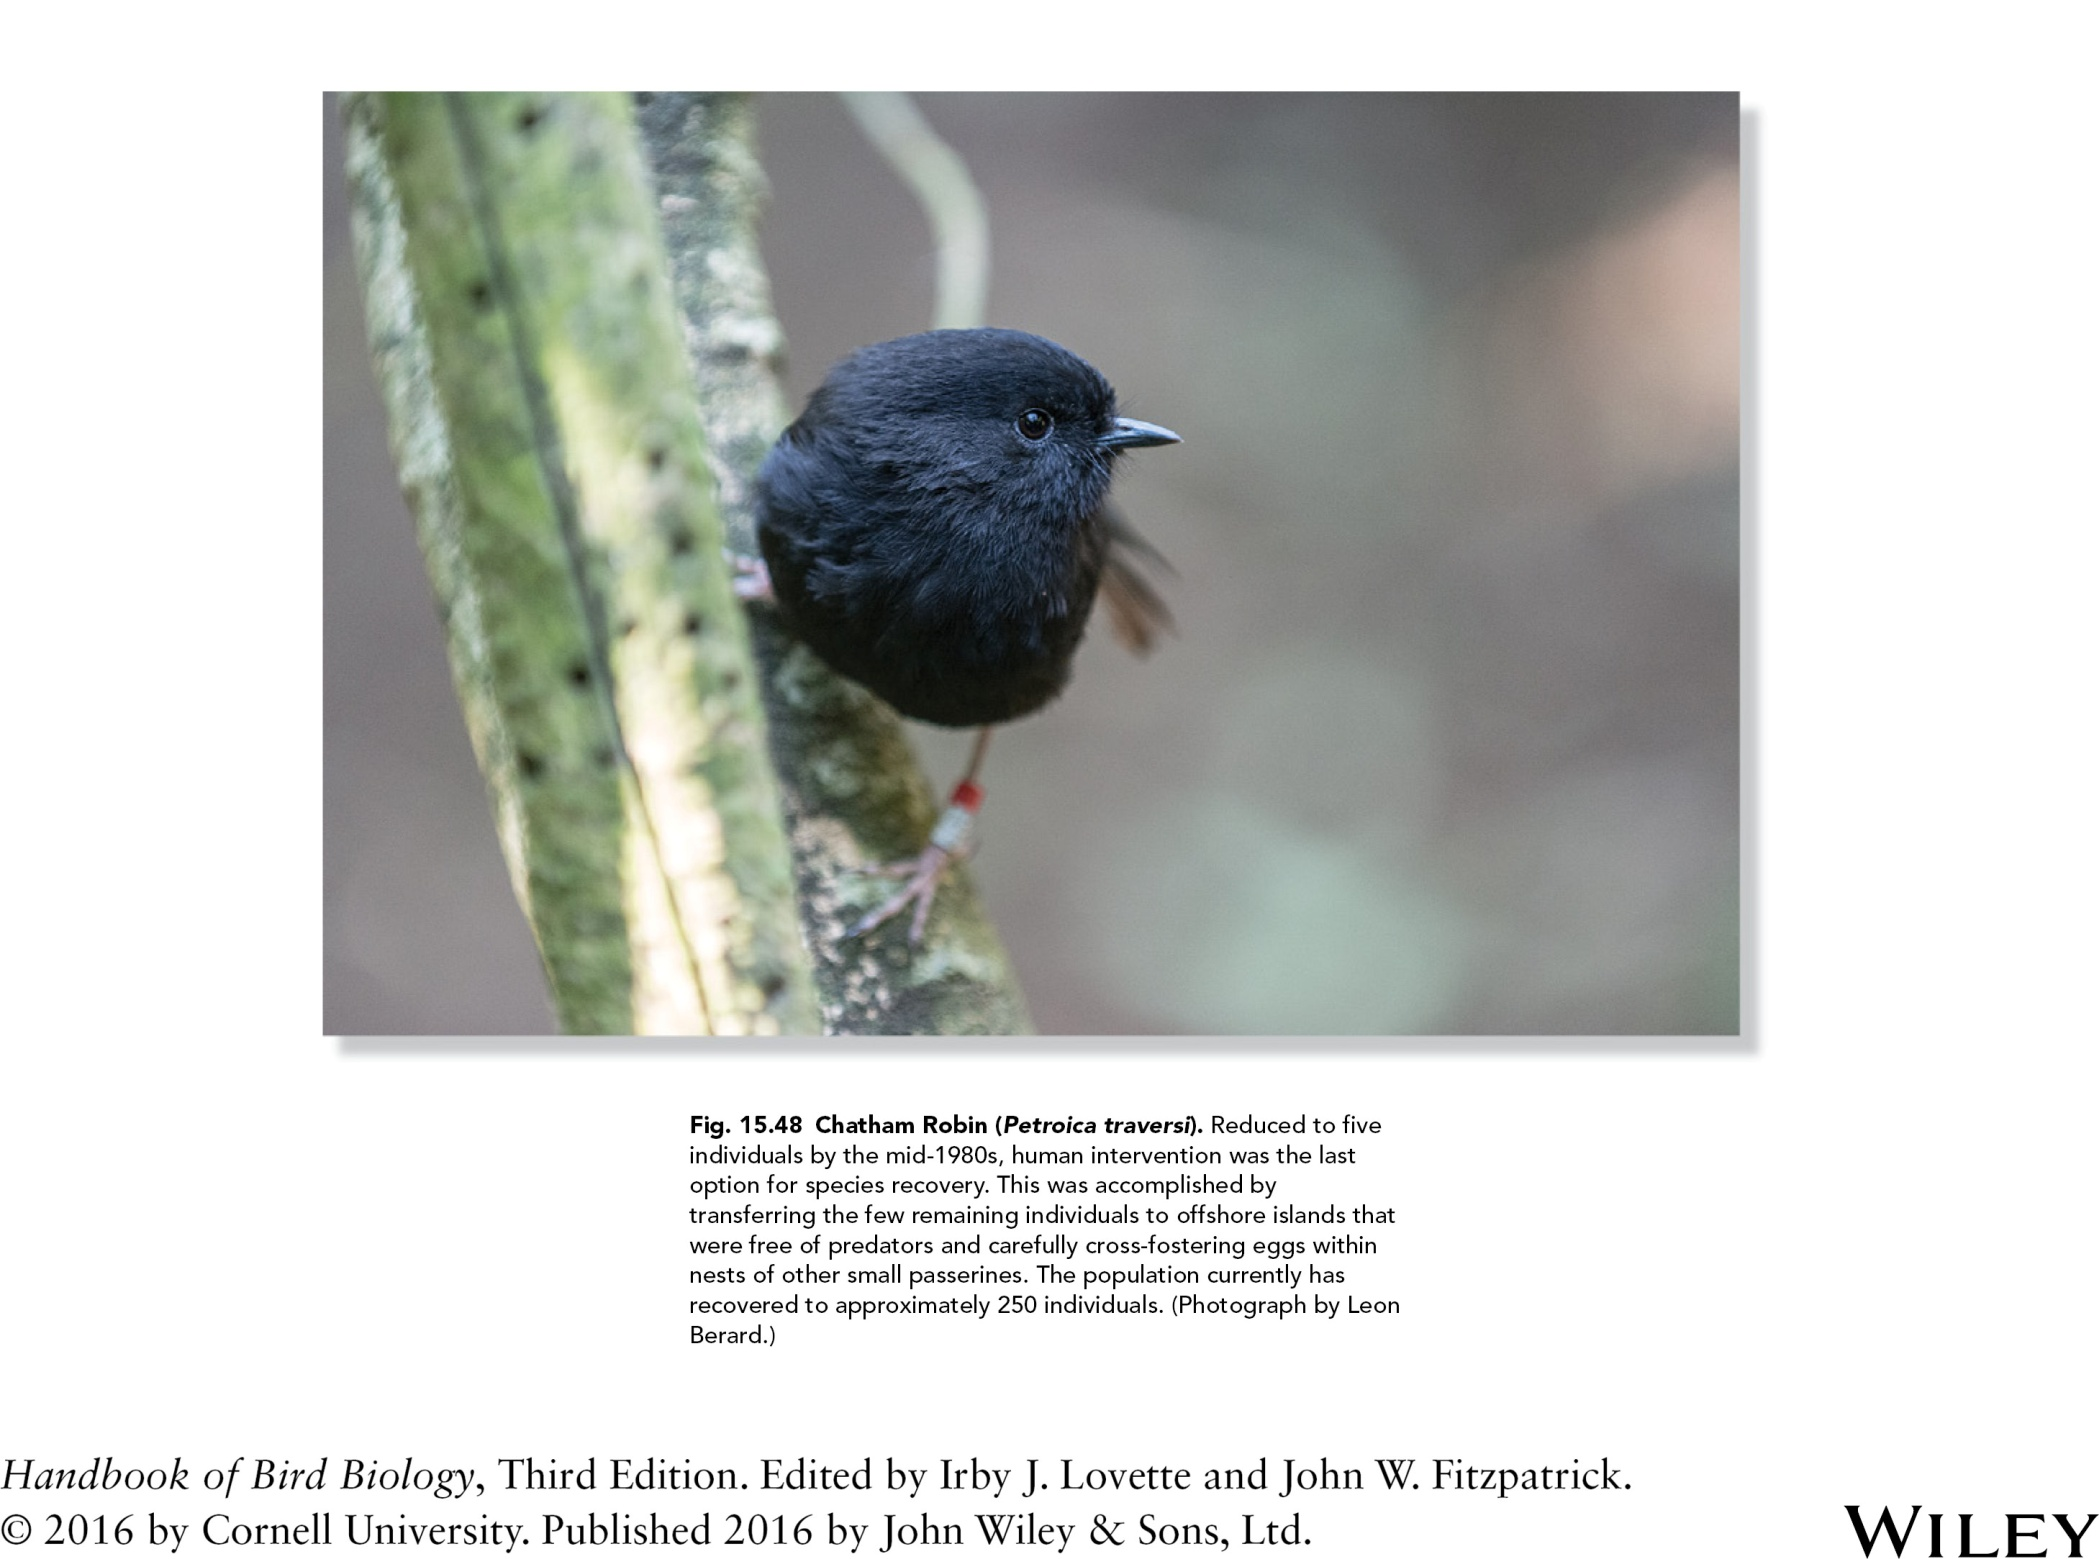 Fig. 15.48 Chatham Robin (Petroica traversi). Reduced to five
individuals by the mid-1980s, human intervention was the last
option for species recovery. This was accomplished by
transferring the few remaining individuals to offshore islands that
were free of predators and carefully cross-fostering eggs within
nests of other small passerines. The population currently has
recovered to approximately 250 individuals. (Photograph by Leon
Berard.)
Handbook of Bird Biology, Third Edition. Edited by Irby J. Lovette and John W. Fitzpatrick.
© 2016 by Cornell University. Published 2016 by John Wiley & Sons, Ltd.
WILEY